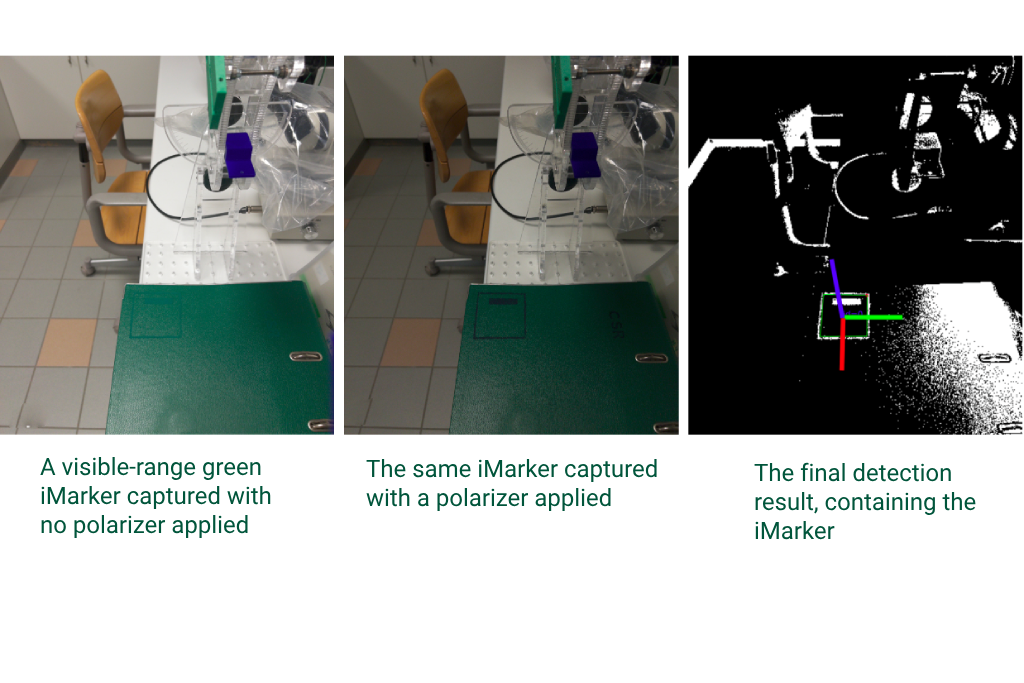 A visible-range green
iMarker captured with
no polarizer applied
The same iMarker captured
with a polarizer applied
The final detection
result, containing the
iMarker